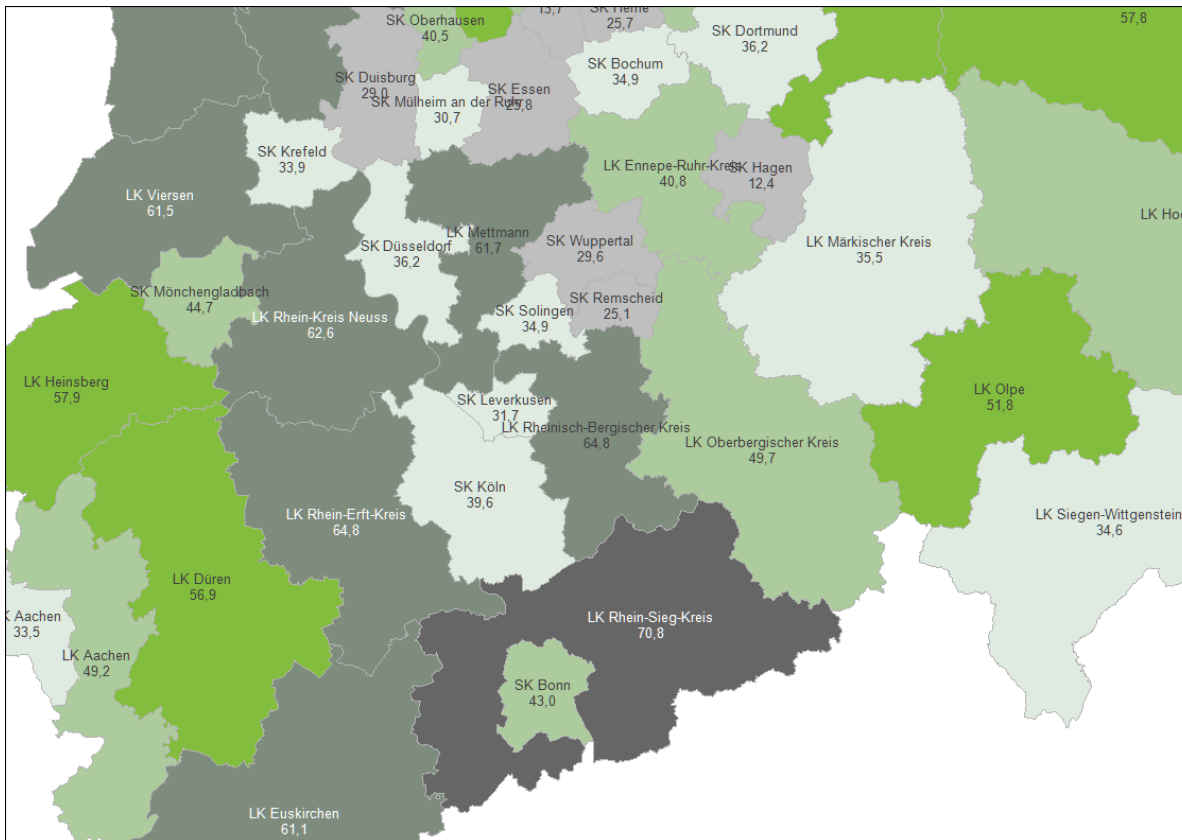 13,7
SK Herne
25,7
57,8
SK Oberhausen
40,5
SK Dortmund
36,2
SK Bochum
34,9
SK Duisburg
29,0
SK Essen
SK Mülheim an der Ruhr
30,7
SK Krefeld
33,9
LK Ennepe-Ruhr-Kreis
40,8
SK Hagen
12,4
LK Viersen
61,5
LK Mettmann
61,7
SK Düsseldorf
36,2
SK Wuppertal
29,6
LK Märkischer Kreis
35,5
SK Mönchengladbach
44,7
SK Remscheid
25,1
SK Solingen
34,9
LK Rhein-Kreis Neuss
62,6
LK Heinsberg
57,9
LK Olpe
51,8
SK Leverkusen
31,7
LK Rheinisch-Bergischer Kreis
64,8
LK Oberbergischer Kreis
49,7
SK Köln
39,6
LK Rhein-Erft-Kreis
64,8
LK Siegen-Wittgenstein
34,6
LK Düren
56,9
Aachen
33,5
LK Rhein-Sieg-Kreis
70,8
LK Aachen
49,2
SK Bonn
43,0
LK Euskirchen
61,1